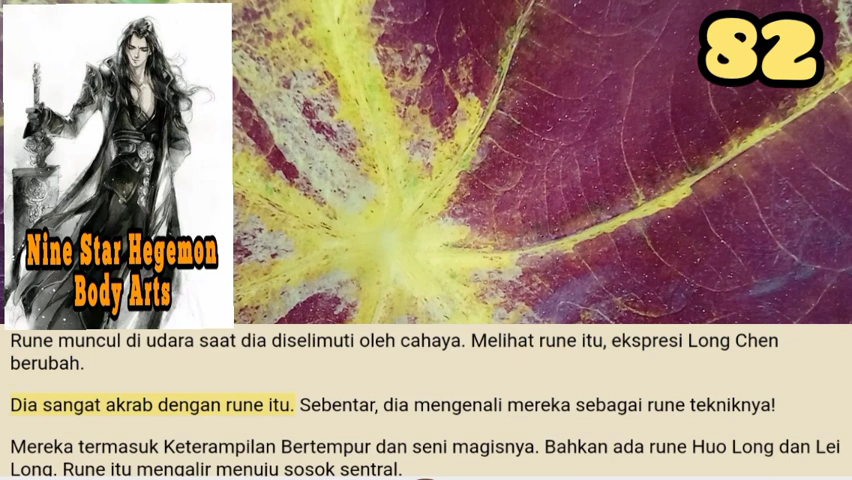 82
Nine Star Hegemon
Body Arts
Rune muncul di udara saat dia diselimuti oleh cahaya. Melihat rune itu, ekspresi Long Chen
berubah.
Dia sangat akrab dengan rune itu. Sebentar, dia mengenali mereka sebagai rune tekniknya!
Mereka termasuk Keterampilan Bertempur dan seni magisnya. Bahkan ada rune Huo Long dan Lei
Long. Rune itu mengalir menuju sosok sentral.